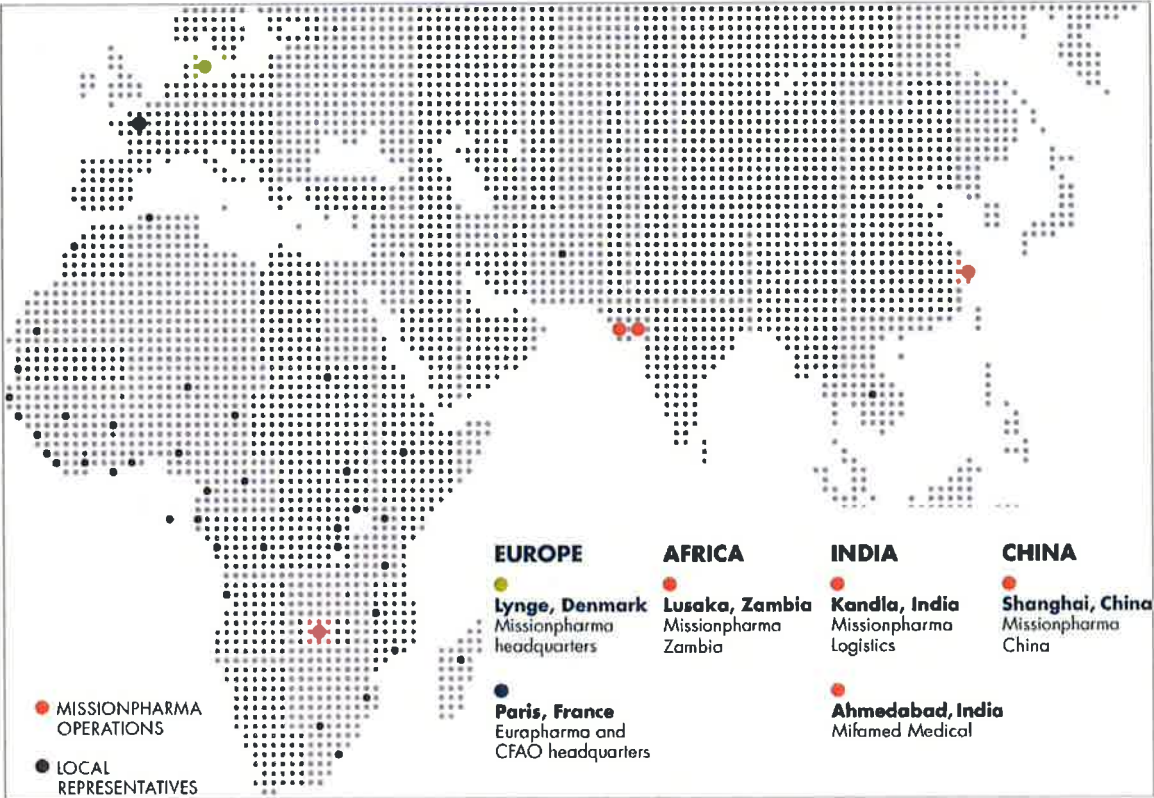 EUROPE
Lynge, Denmark
Missionpharma
headquarters
Paris, France
Eurapharma and
CFAO headquarters
AFRICA
Lusaka, Zambia
Missionpharma
Zambia
INDIA
Kandla, India
Missionpharma
Logistics
Ahmedabad, India
Mifamed Medical
CHINA
Shanghai, China
Missionpharma
China
MISSIONPHARMA
OPERATIONS
LOCAL
REPRESENTATIVES